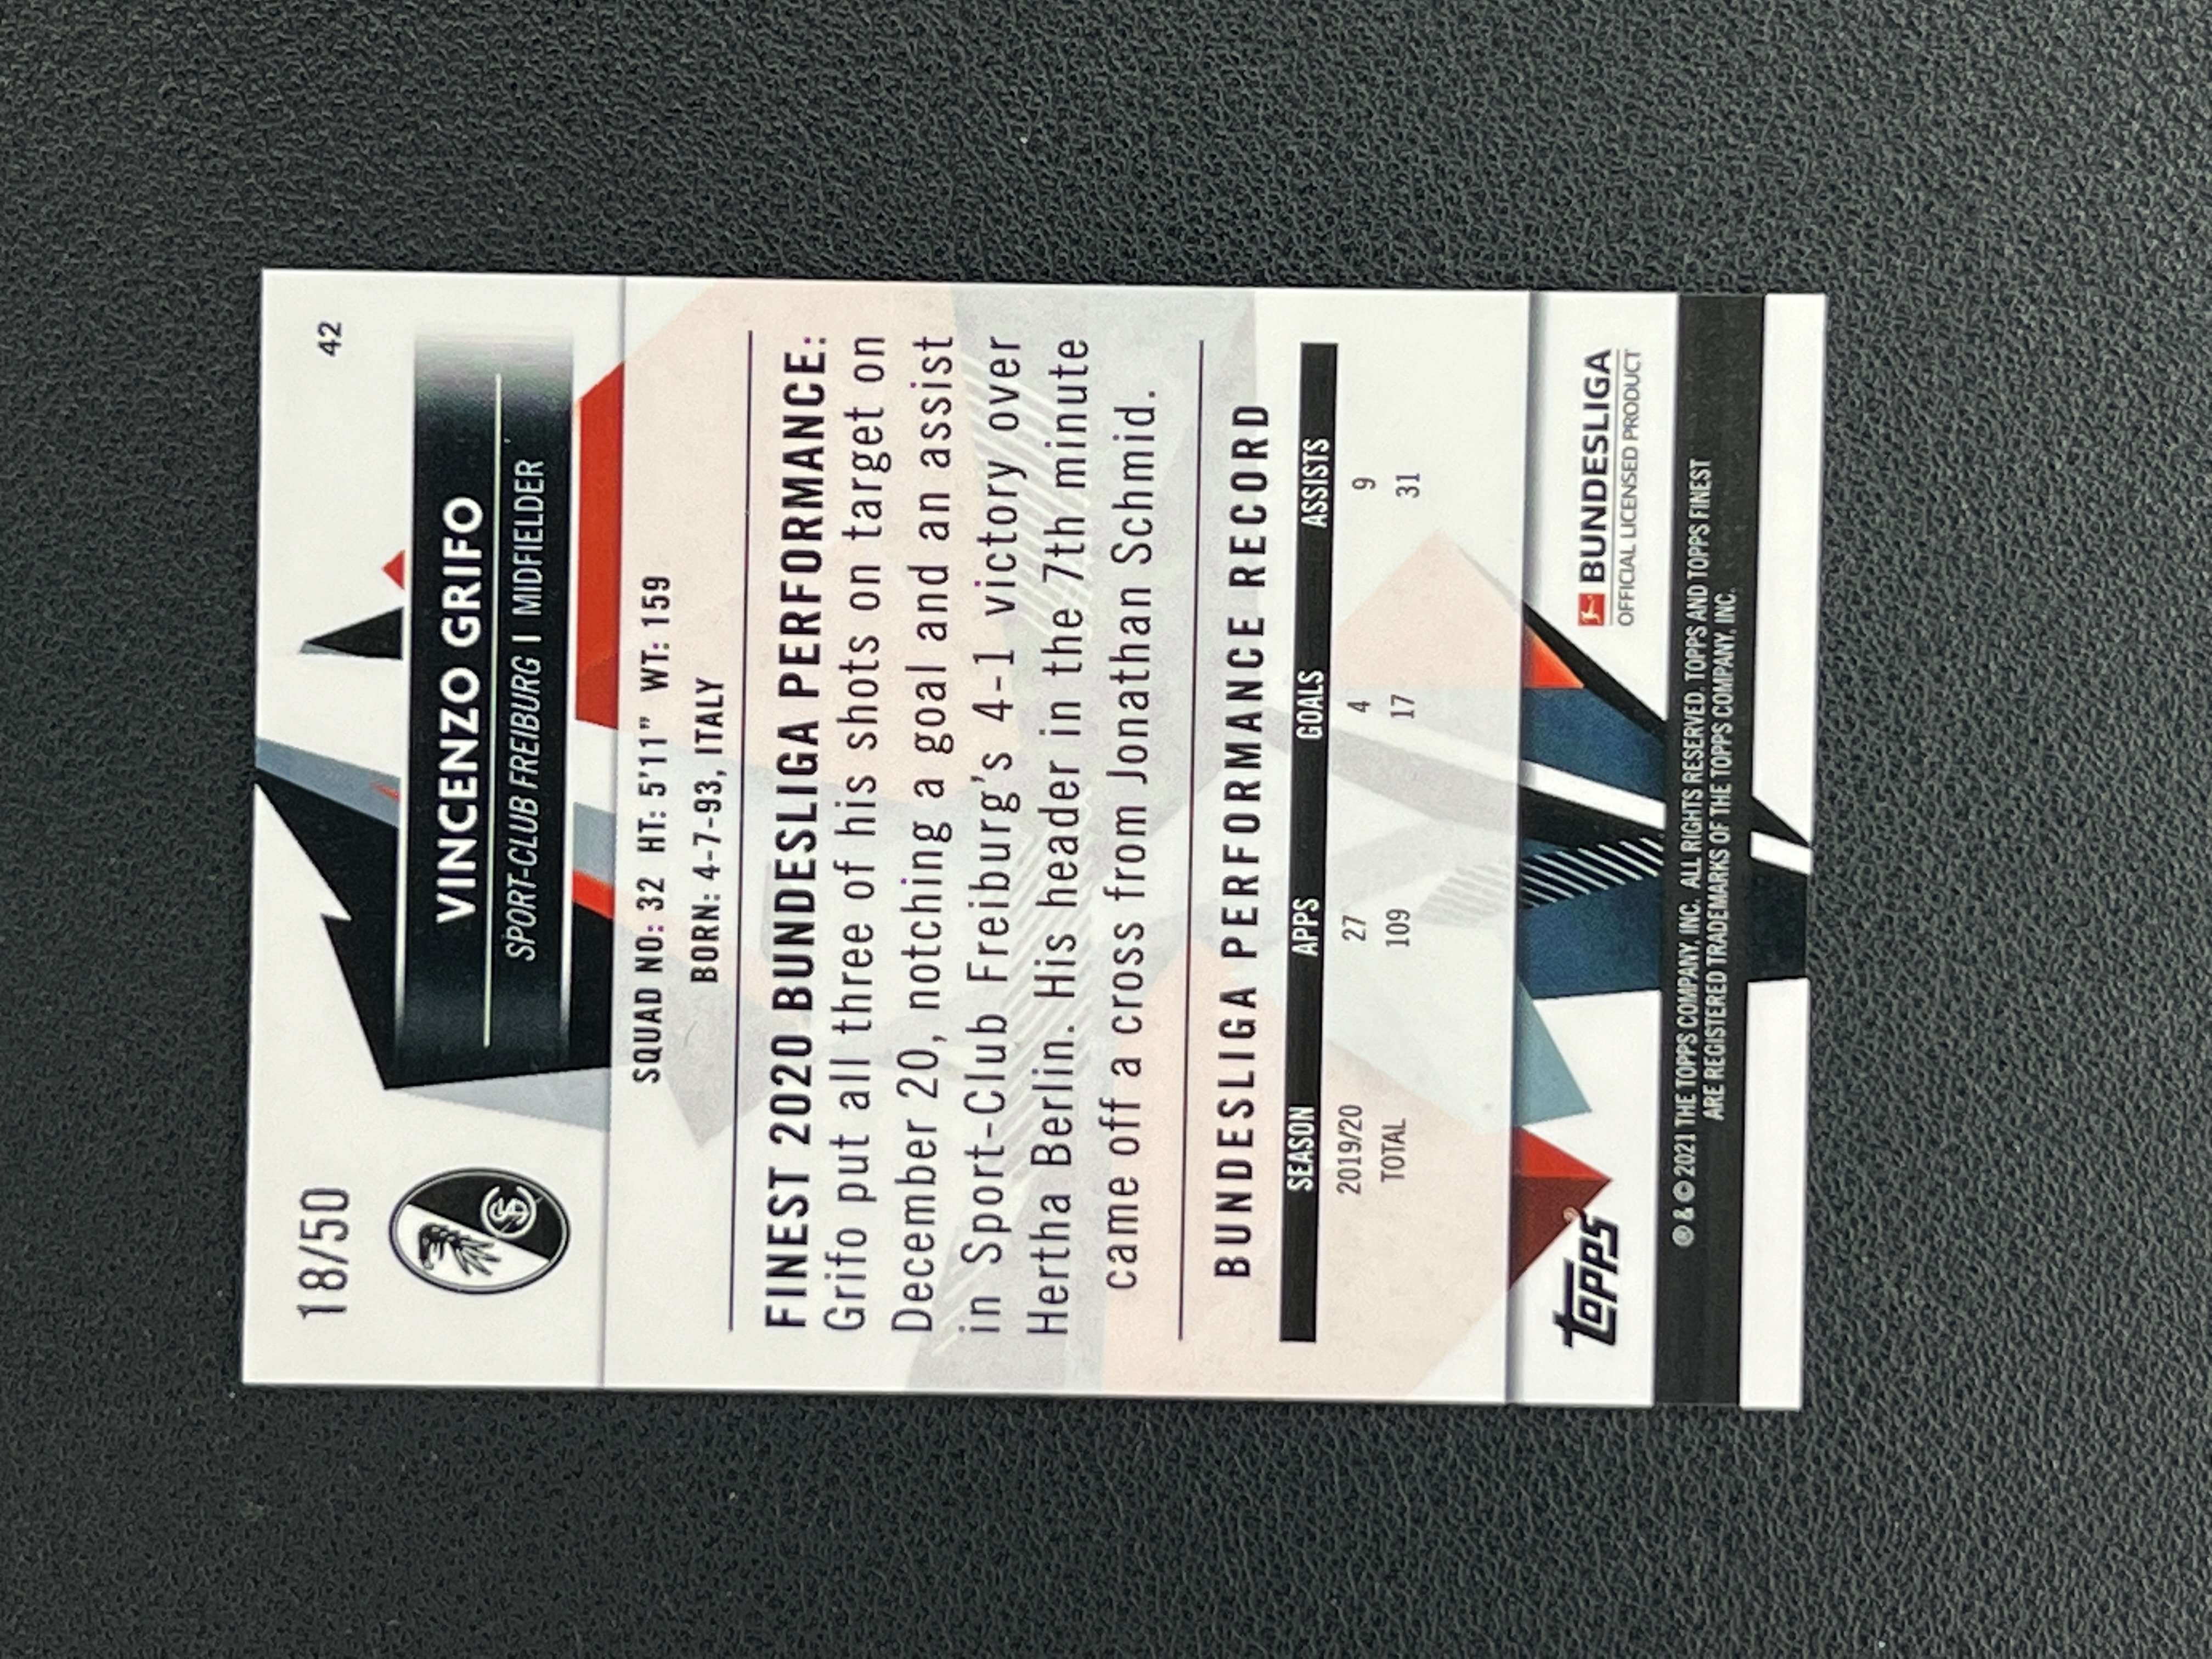 18/50
42
VINCENZO GRIFO
SPORT-CLUB FREIBURG | MIDFIELDER
SQUAD NO: 32 HT: 5'11" WT: 159
BORN: 4-7-93, ITALY
FINEST 2020 BUNDESLIGA PERFORMANCE:
Grifo put all three of his shots on target on
December 20, notching a goal and an assist
in Sport-Club Freiburg's 4-1 victory over
Hertha Berlin. His header in the 7th minute
came off a cross from Jonathan Schmid.
BUNDESLIGA PERFORMANCE RECORD
SEASON APPS GOALS ASSISTS
2019/20 27 4 9
TOTAL 109 17 31
topps®
BUNDESLIGA
OFFICIAL LICENSED PRODUCT
® & © 2021 THE TOPPS COMPANY, INC. ALL RIGHTS RESERVED. TOPPS AND TOPPS FINEST
ARE REGISTERED TRADEMARKS OF THE TOPPS COMPANY, INC.